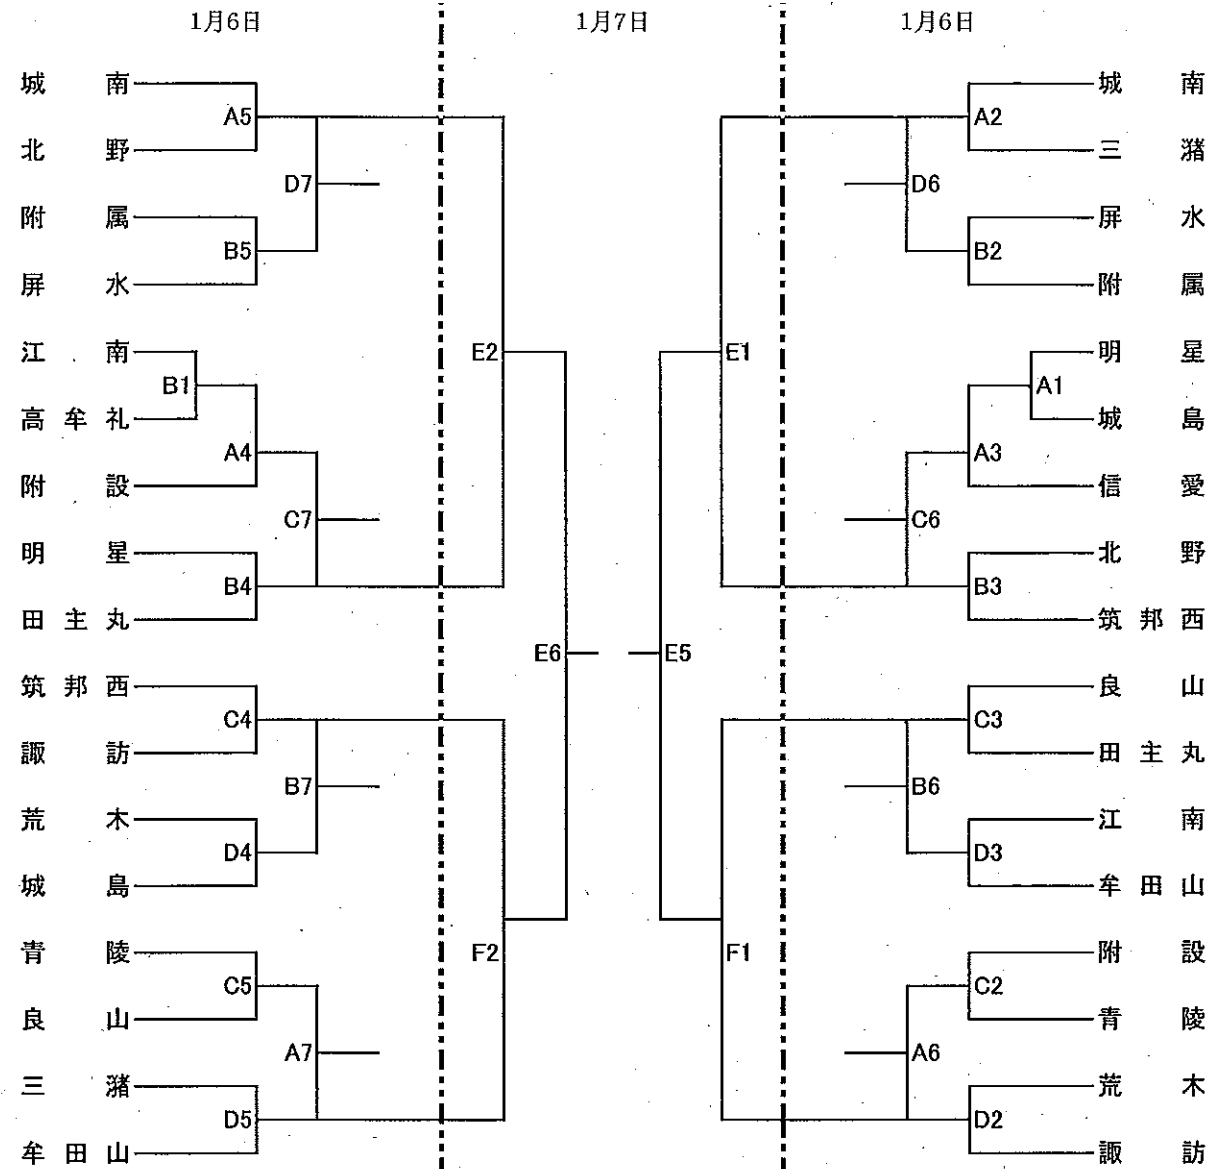 1月6日 1月7日 1月6日
城南 城南
A5 A2
北野 三潴
D7 D6
附属 屏水
B5 B2
屏水 附属
江南 E2 E1 明星
B1 A1
高牟礼 城島
A4 A3
附設 信愛
C7 C6
明星 北野
B4 B3
田主丸 筑邦西
E6 E5
筑邦西 良山
C4 C3
諏訪 田主丸
B7 B6
荒木 江南
D4 D3
城島 牟田山
青陵 F2 F1 附設
C5 C2
良山 青陵
A7 A6
三潴 荒木
D5 D2
牟田山 諏訪